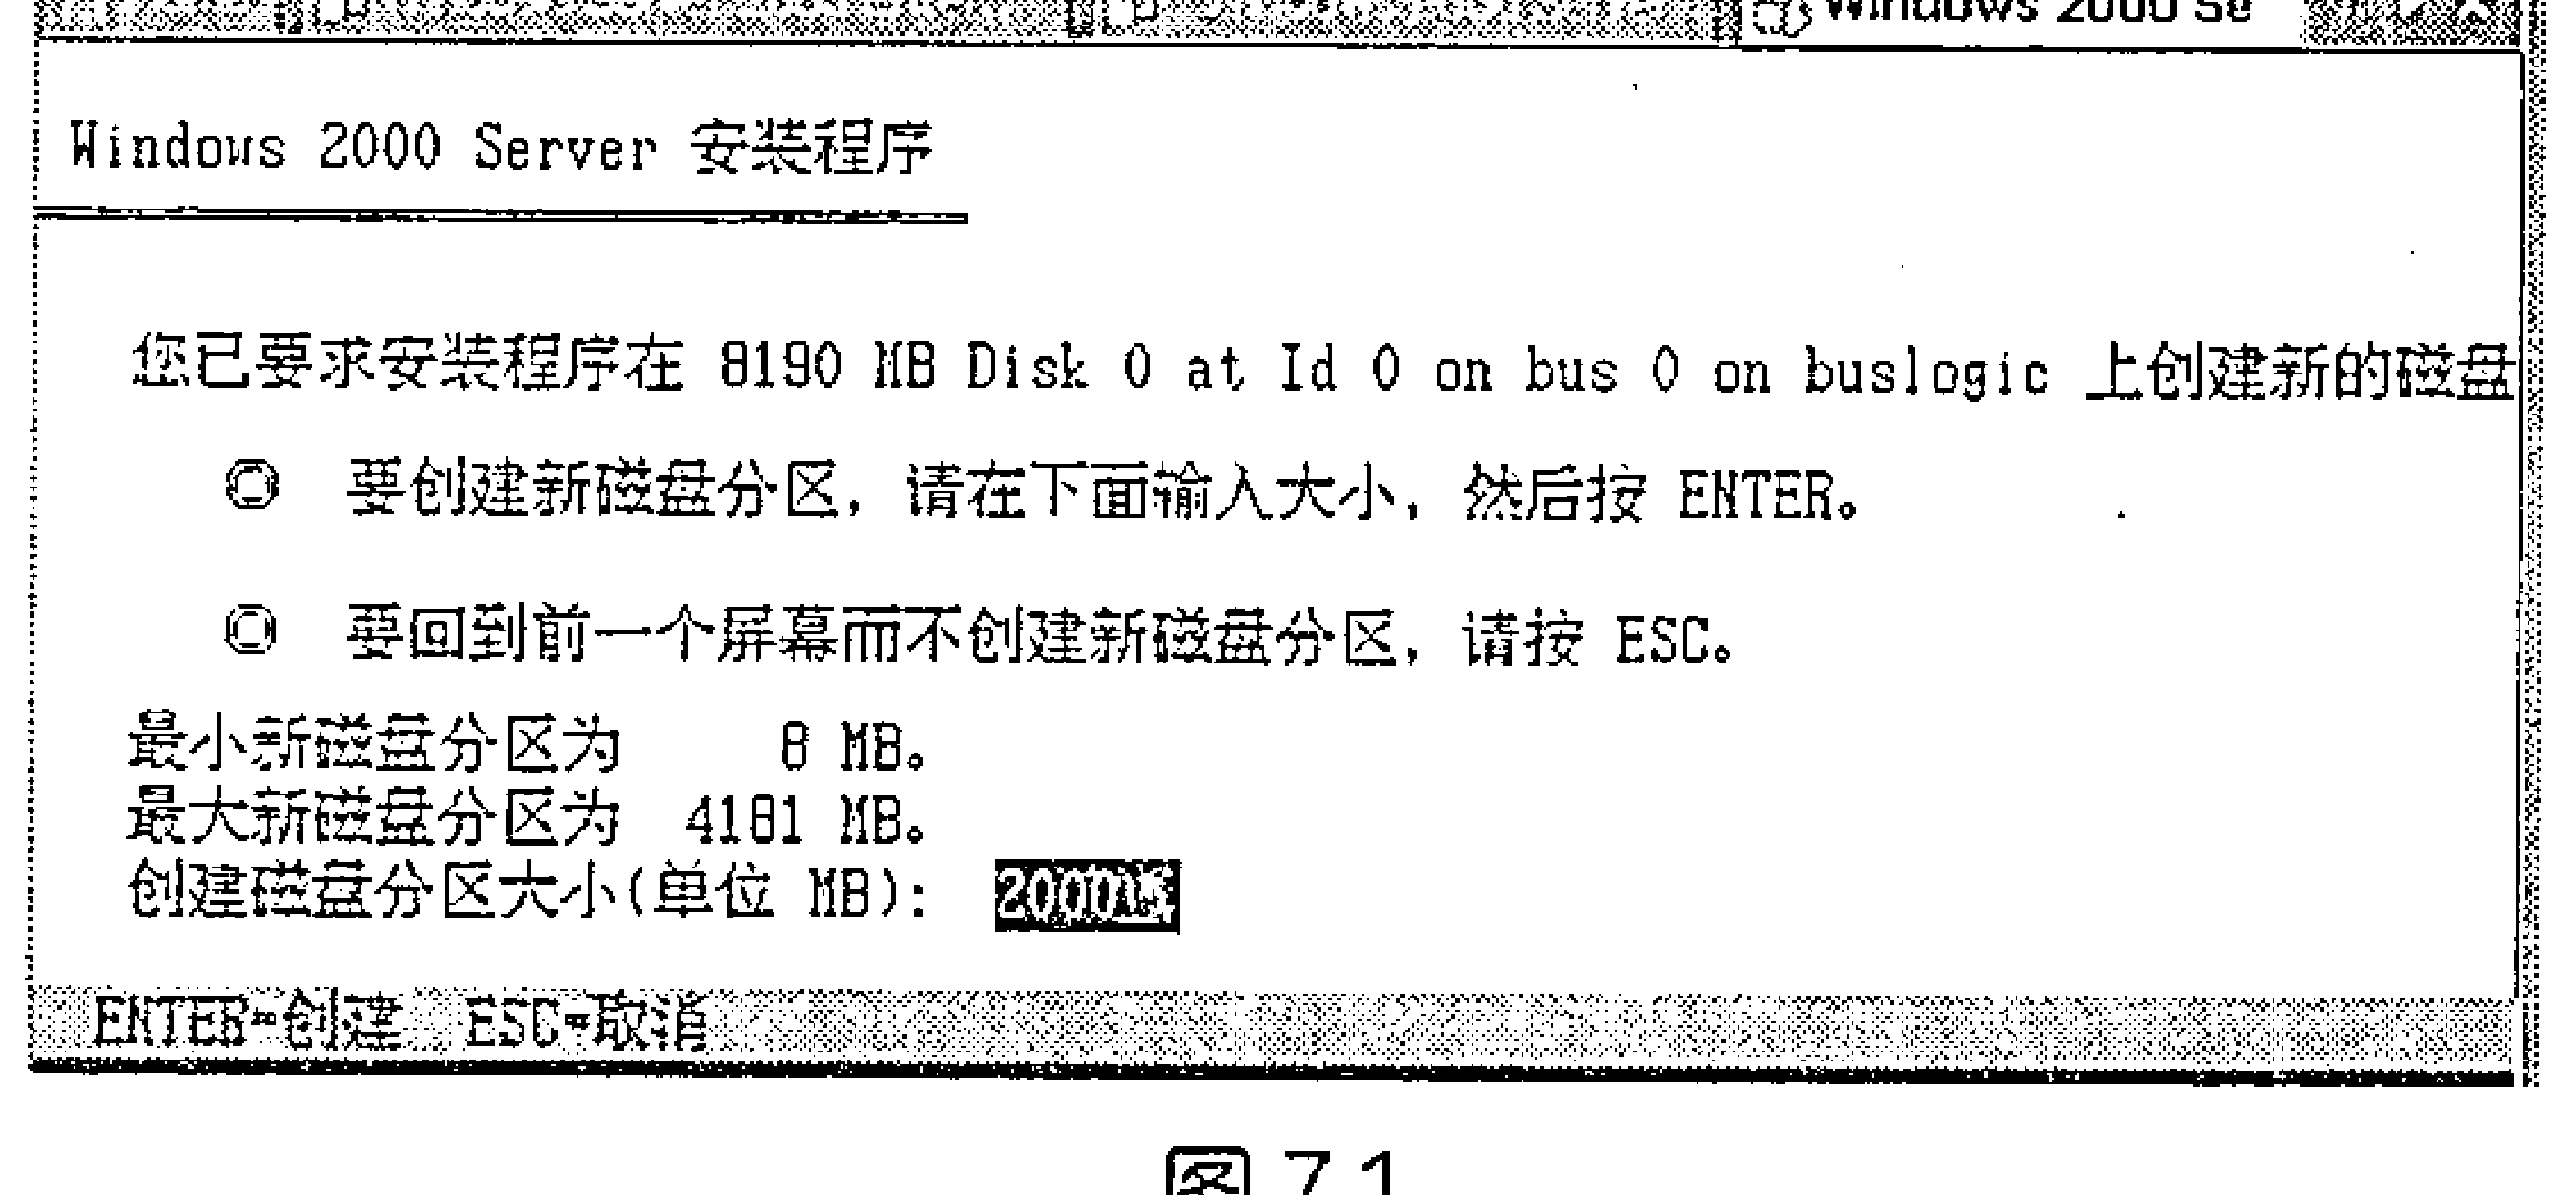 Windows 2000 Se
Windows 2000 Server 安装程序
您已要求安装程序在 8190 MB Disk 0 at Id 0 on bus 0 on buslogic 上创建新的磁盘
要创建新磁盘分区，请在下面输入大小，然后按 ENTER。
要回到前一个屏幕而不创建新磁盘分区，请按 ESC。
最小新磁盘分区为 8 MB。
最大新磁盘分区为 4181 MB。
创建磁盘分区大小(单位 MB): 2000
ENTER=创建 ESC=取消
图 7 1